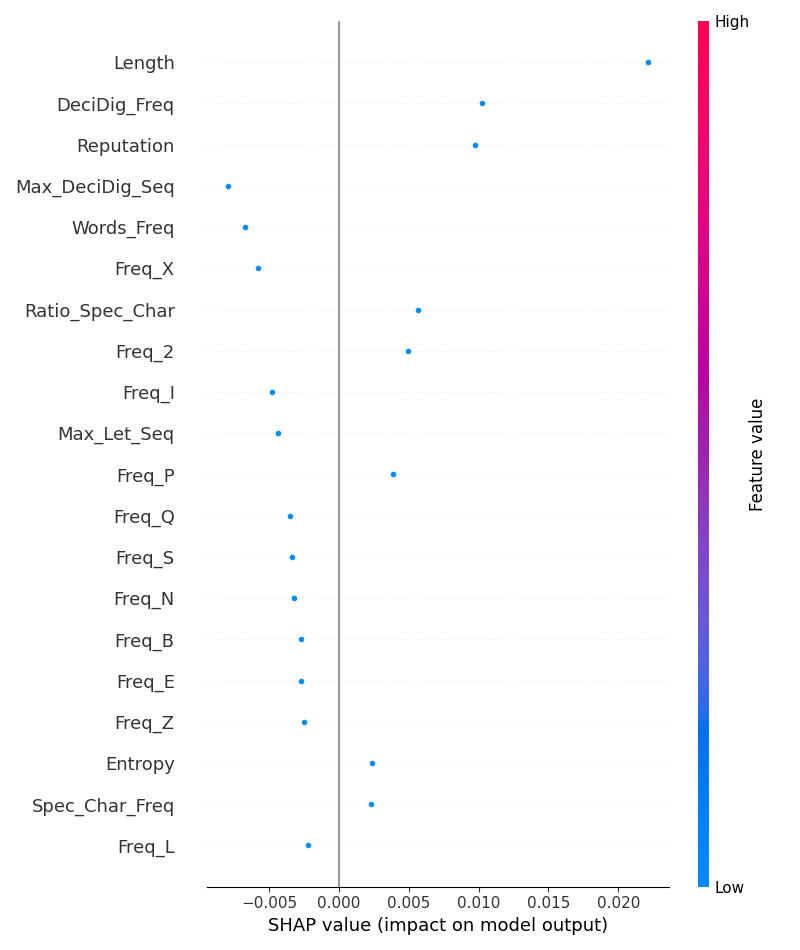 High
Length
DeciDig_Freq
Reputation
Max_DeciDig_Seq
Words_Freq
Freq_X
Ratio_Spec_Char
Freq_2
Freq_I
Max_Let_Seq
Freq_P
Freq_Q
Freq_S
Freq_N
Freq_B
Freq_E
Freq_Z
Entropy
Spec_Char_Freq
Freq_L
Feature value
Low
−0.005 0.000 0.005 0.010 0.015 0.020
SHAP value (impact on model output)